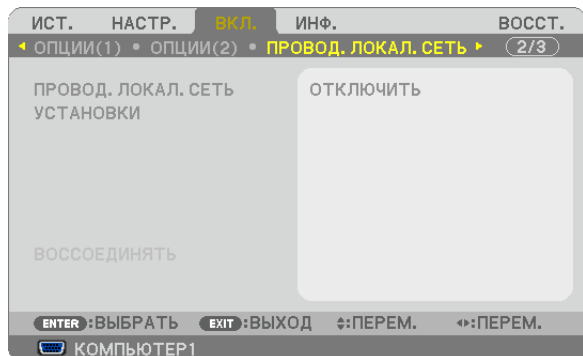 ИСТ. НАСТР. ВКЛ. ИНФ. ВОССТ.
ОПЦИИ(1) • ОПЦИИ(2) • ПРОВОД. ЛОКАЛ. СЕТЬ 2/3
ПРОВОД. ЛОКАЛ. СЕТЬ ОТКЛЮЧИТЬ
УСТАНОВКИ
ВОССОЕДИНЯТЬ
ENTER :ВЫБРАТЬ EXIT :ВЫХОД :ПЕРЕМ. :ПЕРЕМ.
КОМПЬЮТЕР1